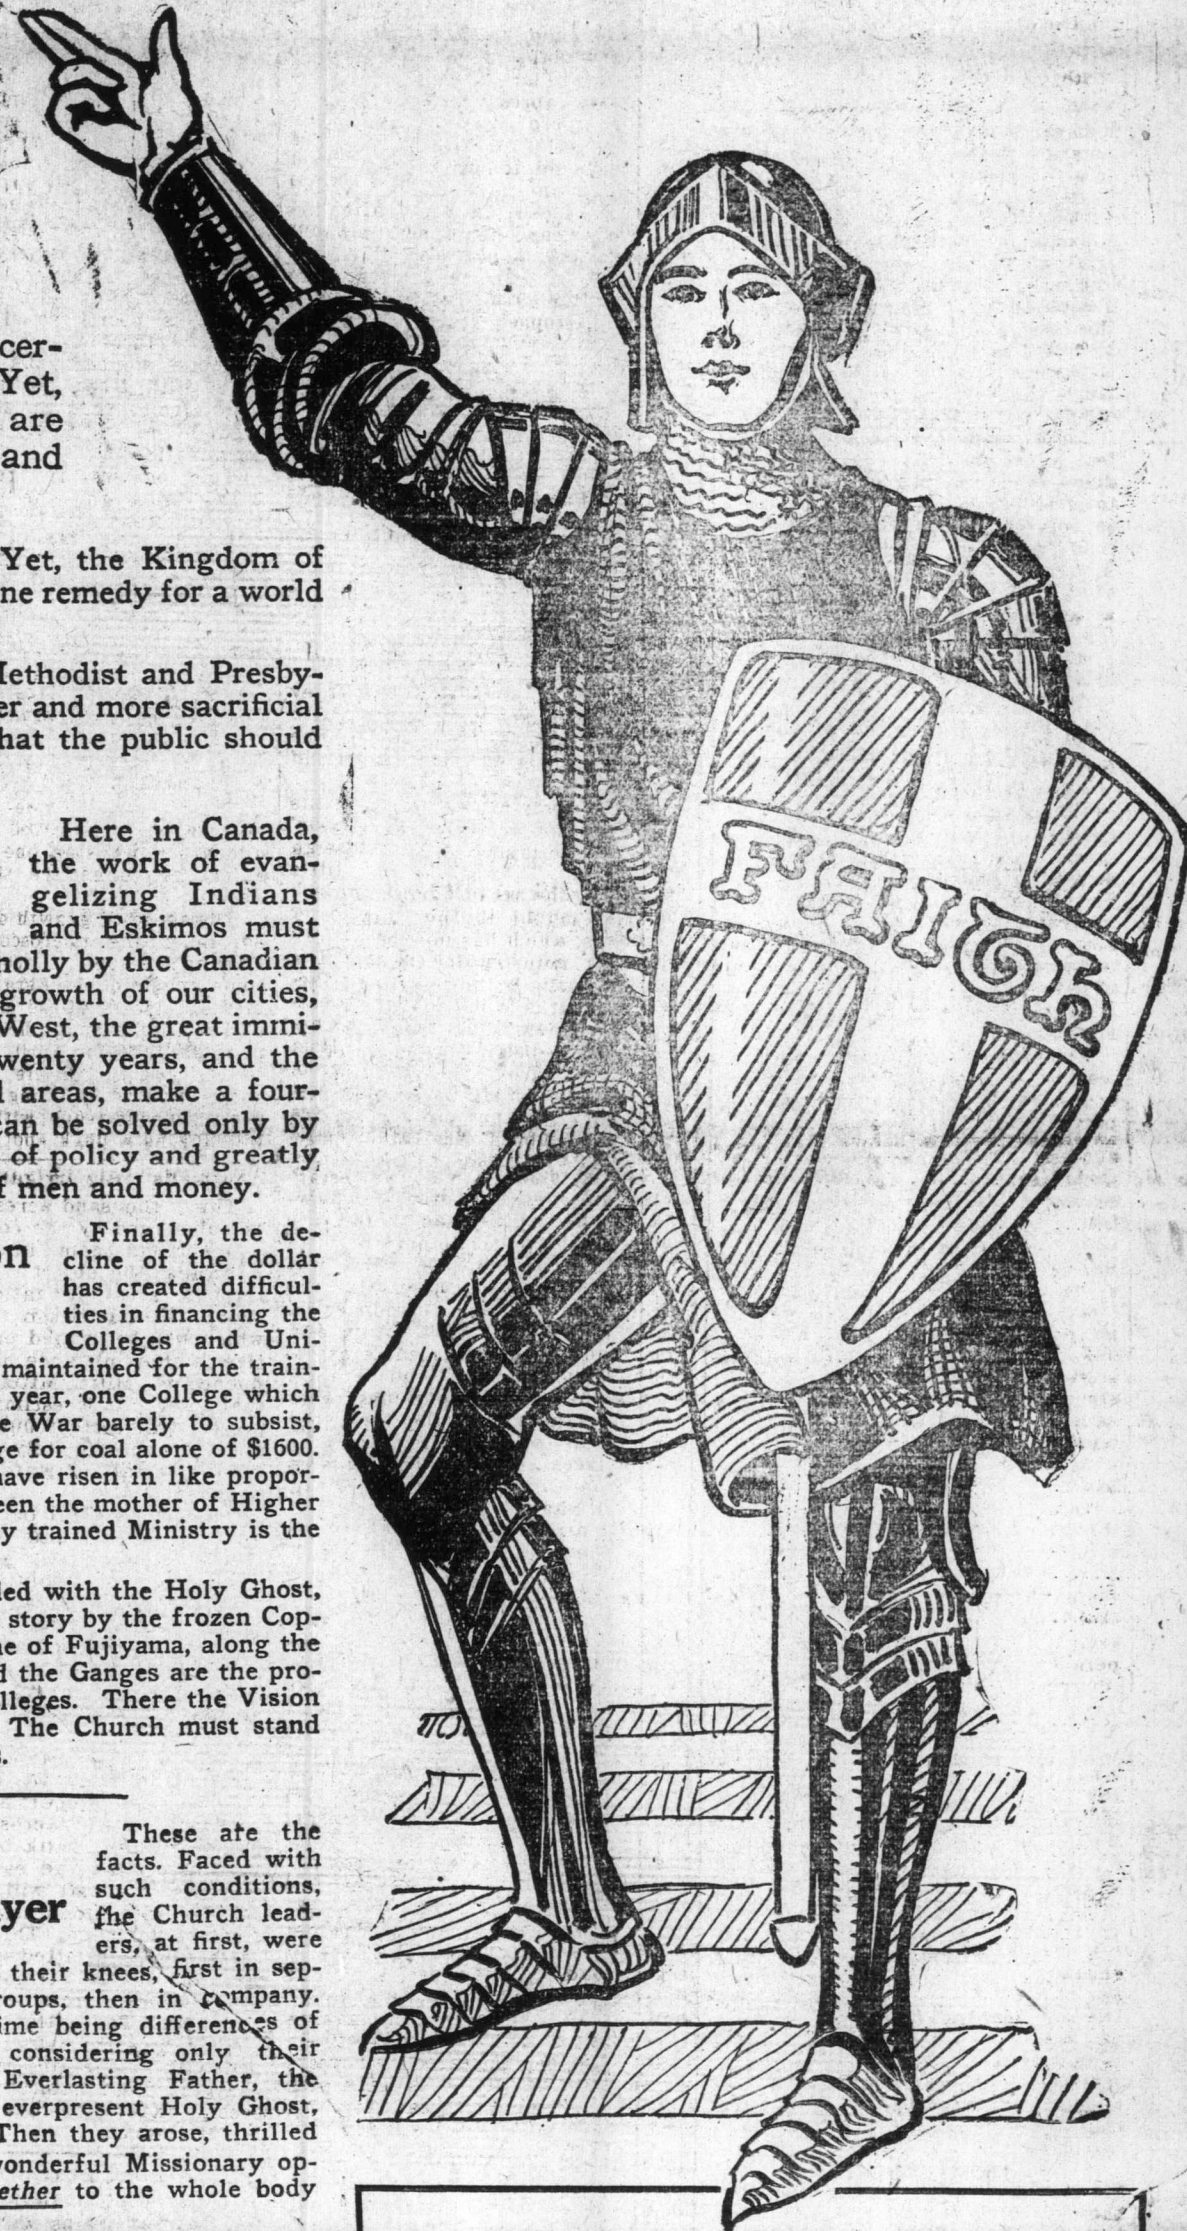 cer-
Yet,
are
and
Yet, the Kingdom of
ne remedy for a world
Methodist and Presby-
er and more sacrificial
hat the public should
Here in Canada,
the work of evan-
gelizing Indians
and Eskimos must
holly by the Canadian
growth of our cities,
West, the great immi-
wenty years, and the
l areas, make a four-
can be solved only by
of policy and greatly
f men and money.
on
Finally, the de-
cline of the dollar
has created difficul-
ties in financing the
Colleges and Uni-
maintained for the train-
year, one College which
e War barely to subsist,
ge for coal alone of $1600.
have risen in like propor-
een the mother of Higher
y trained Ministry is the
led with the Holy Ghost,
story by the frozen Cop-
ne of Fujiyama, along the
d the Ganges are the pro-
lleges. There the Vision
The Church must stand
s.
These are the
facts. Faced with
such conditions,
yer the Church lead-
ers, at first, were
their knees, first in sep-
roups, then in company.
ime being differences of
considering only their
Everlasting Father, the
everpresent Holy Ghost,
Then they arose, thrilled
wonderful Missionary op-
ether to the whole body
FAITH